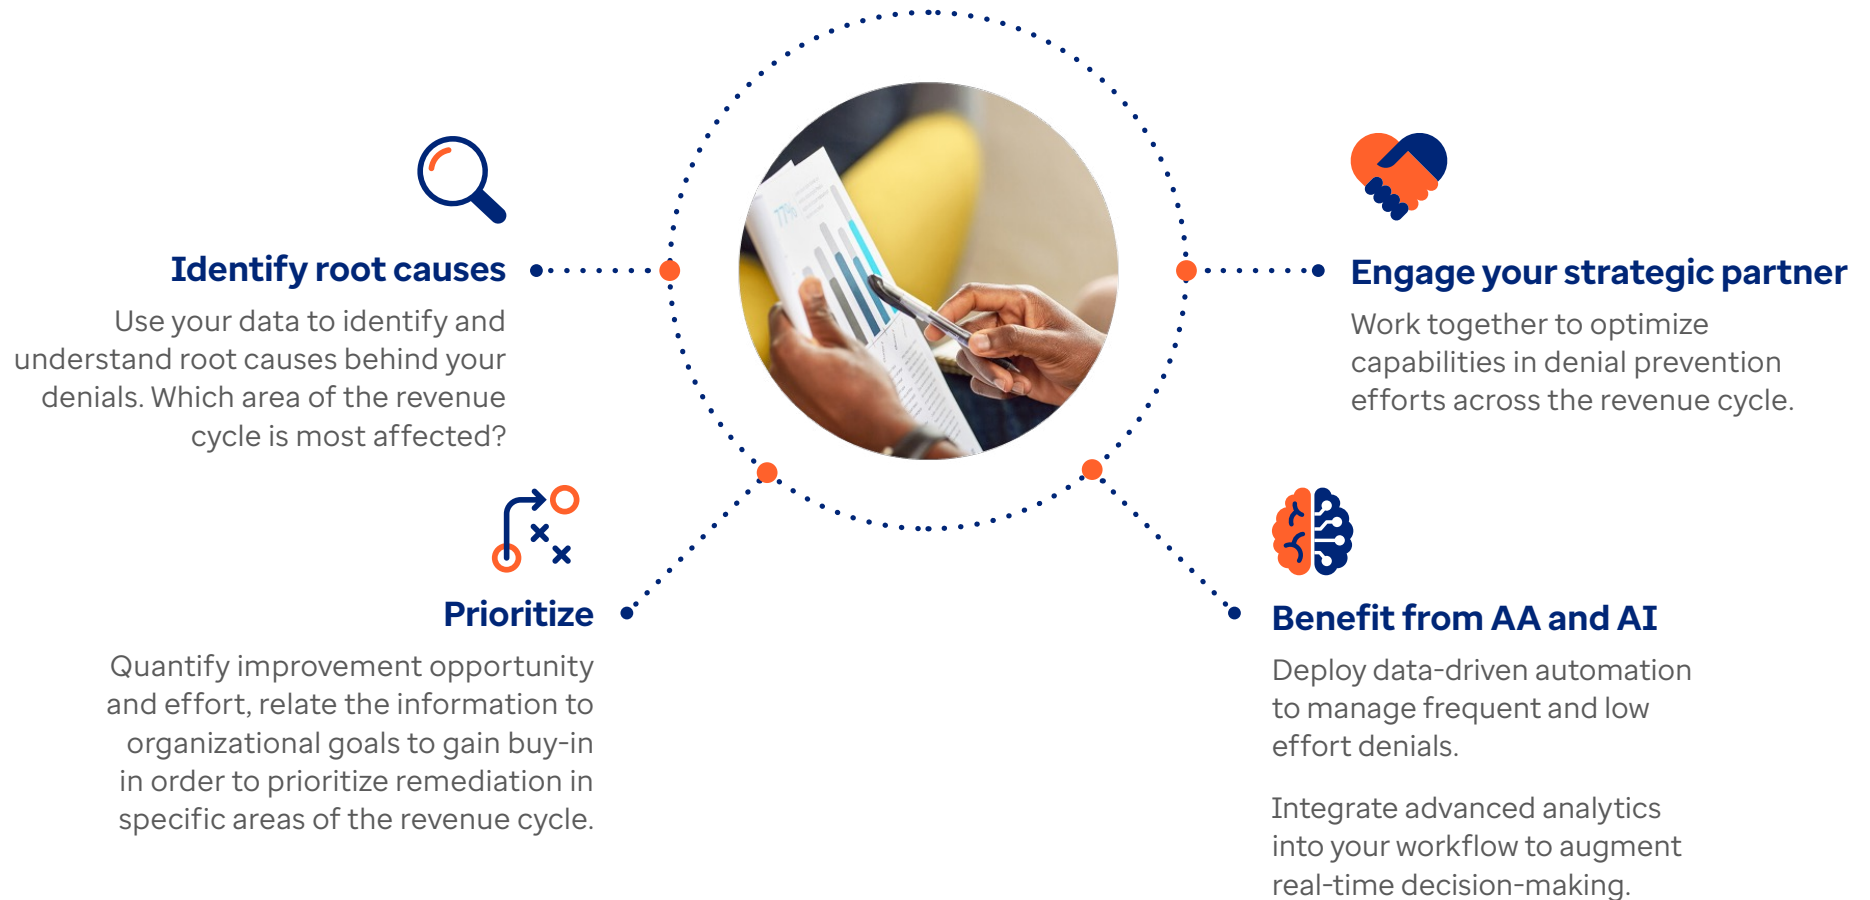 Identify root causes
Use your data to identify and
understand root causes behind your
denials. Which area of the revenue
cycle is most affected?
Prioritize
Quantify improvement opportunity
and effort, relate the information to
organizational goals to gain buy-in
in order to prioritize remediation in
specific areas of the revenue cycle.
77%
Engage your strategic partner
Work together to optimize
capabilities in denial prevention
efforts across the revenue cycle.
Benefit from AA and AI
Deploy data-driven automation
to manage frequent and low
effort denials.
Integrate advanced analytics
into your workflow to augment
real-time decision-making.